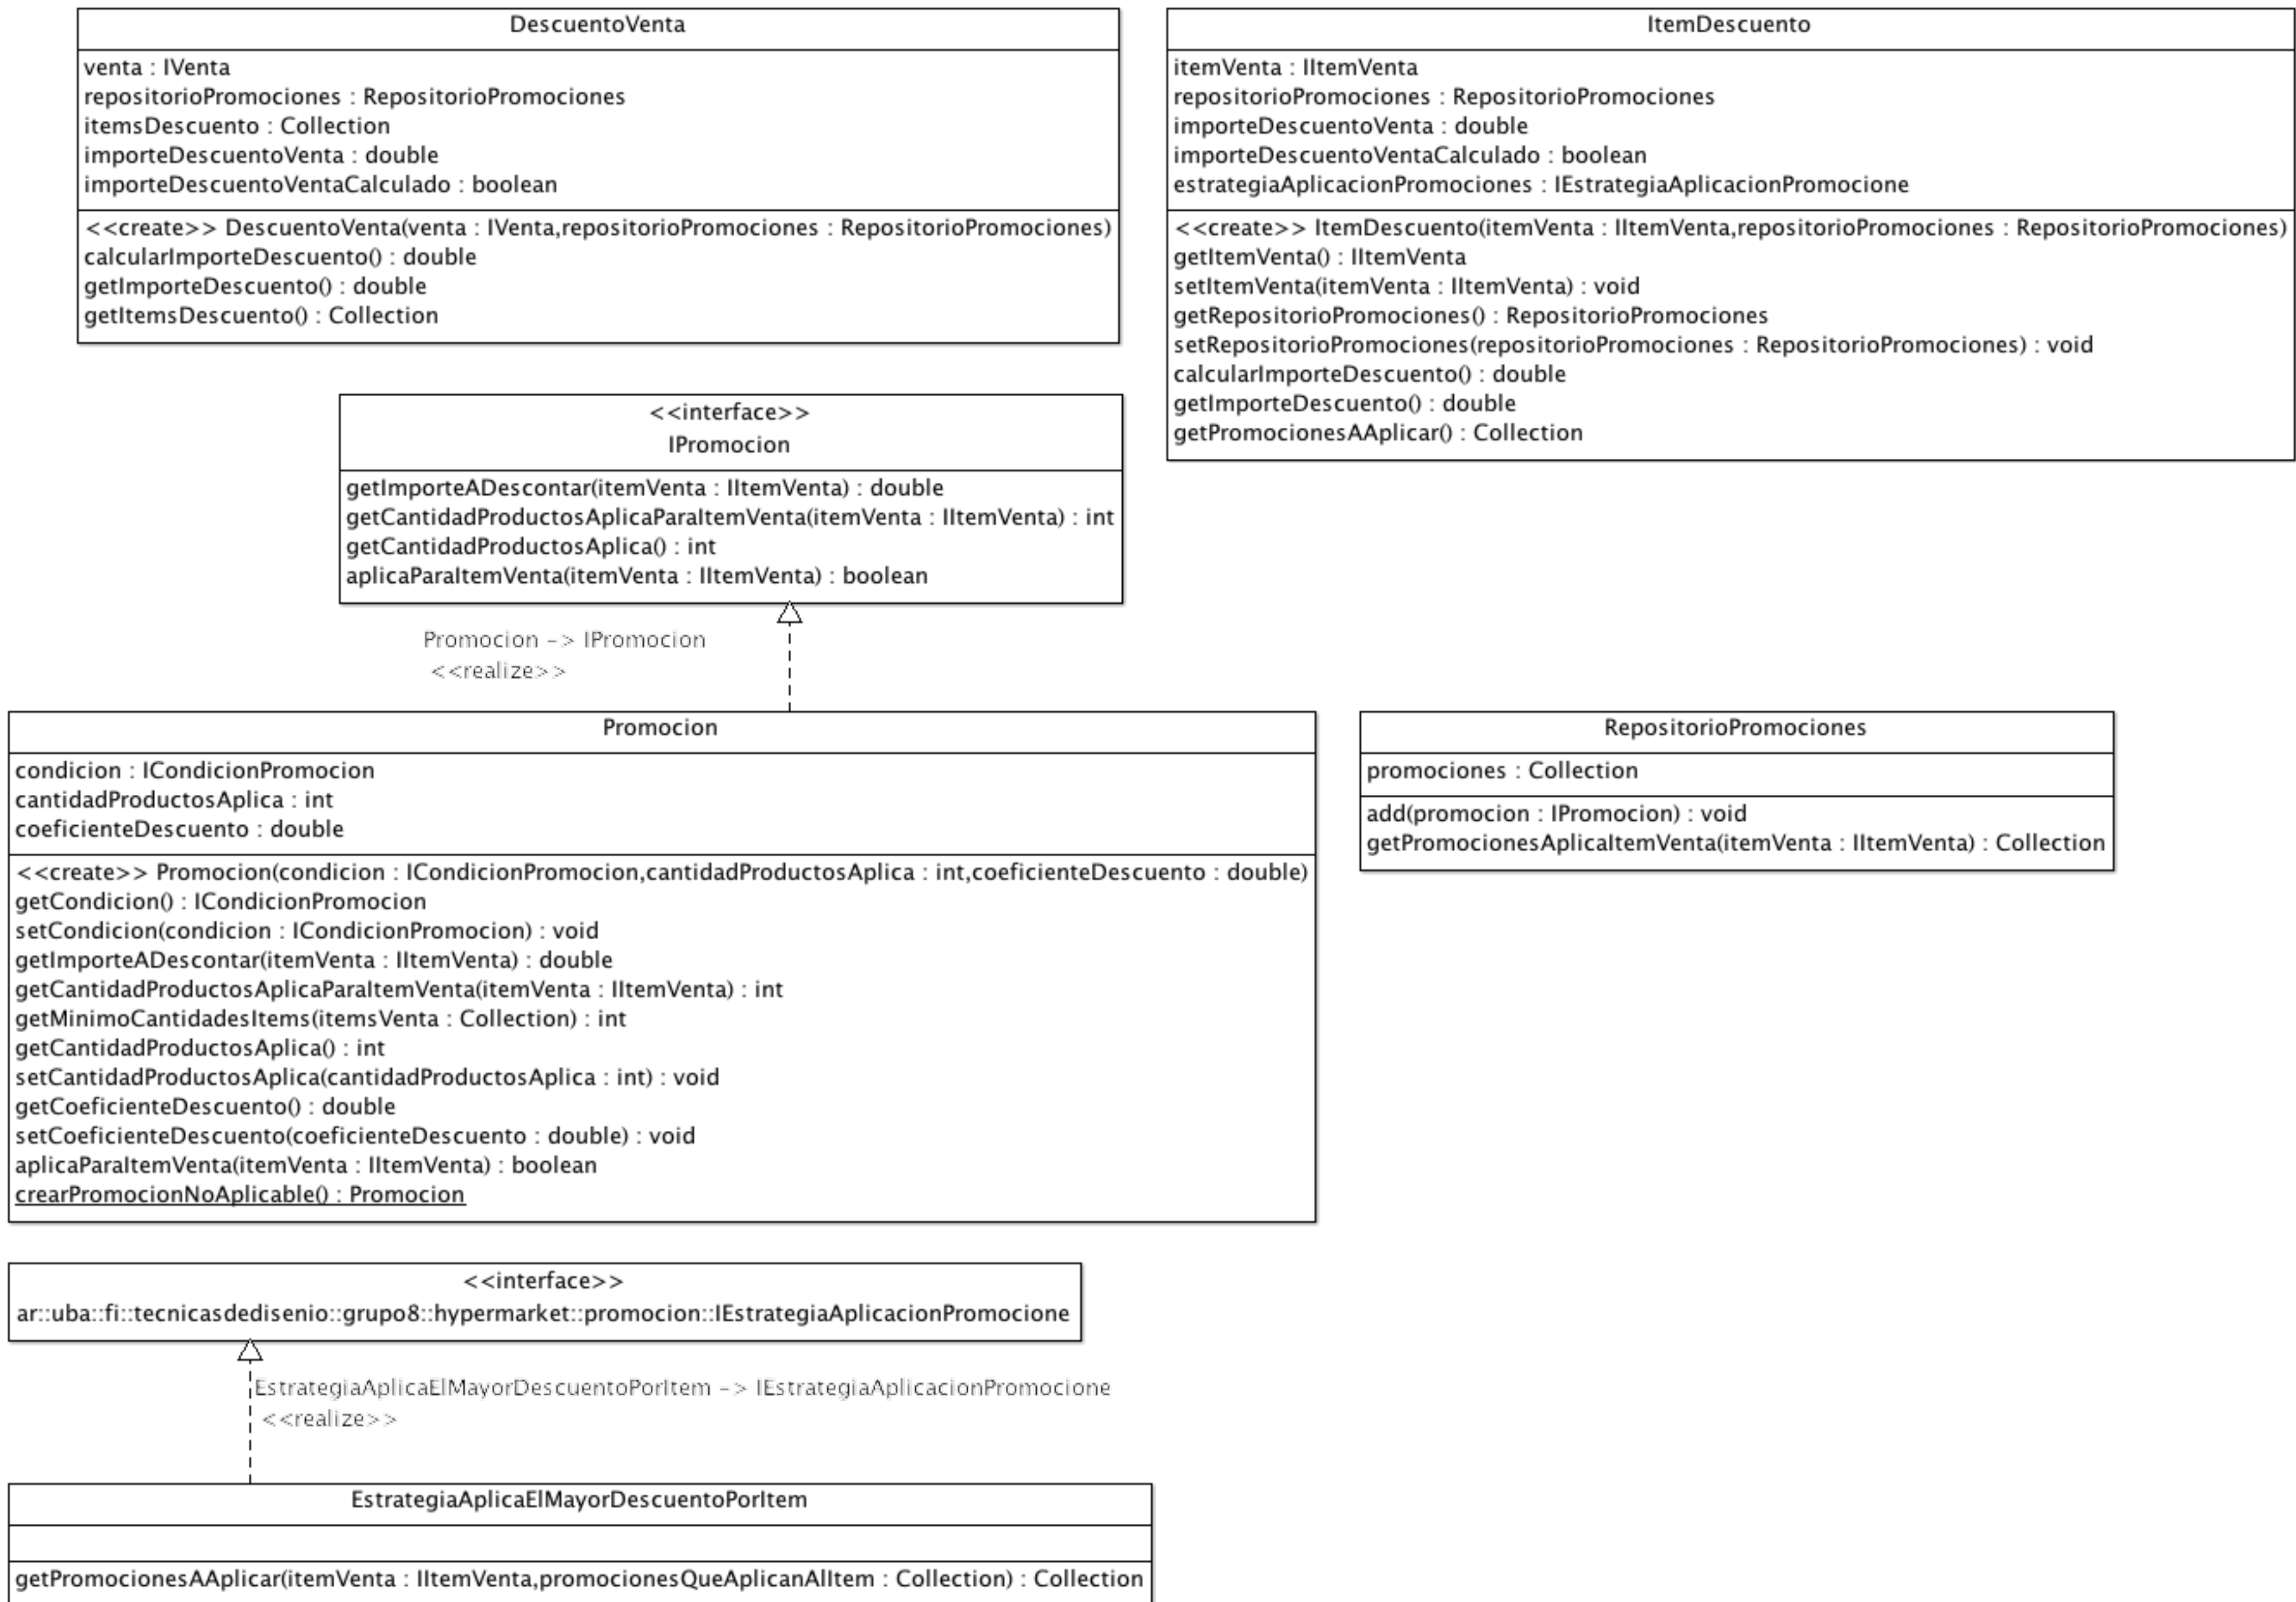 DescuentoVenta
venta : IVenta
repositorioPromociones : RepositorioPromociones
itemsDescuento : Collection
importeDescuentoVenta : double
importeDescuentoVentaCalculado : boolean
<<create>> DescuentoVenta(venta : IVenta,repositorioPromociones : RepositorioPromociones)
calcularImporteDescuento() : double
getImporteDescuento() : double
getItemsDescuento() : Collection
ItemDescuento
itemVenta : IItemVenta
repositorioPromociones : RepositorioPromociones
importeDescuentoVenta : double
importeDescuentoVentaCalculado : boolean
estrategiaAplicacionPromociones : IEstrategiaAplicacionPromocione
<<create>> ItemDescuento(itemVenta : IItemVenta,repositorioPromociones : RepositorioPromociones)
getItemVenta() : IItemVenta
setItemVenta(itemVenta : IItemVenta) : void
getRepositorioPromociones() : RepositorioPromociones
setRepositorioPromociones(repositorioPromociones : RepositorioPromociones) : void
calcularImporteDescuento() : double
getImporteDescuento() : double
getPromocionesAAplicar() : Collection
<<interface>>
IPromocion
getImporteADescontar(itemVenta : IItemVenta) : double
getCantidadProductosAplicaParaItemVenta(itemVenta : IItemVenta) : int
getCantidadProductosAplica() : int
aplicaParaItemVenta(itemVenta : IItemVenta) : boolean
Promocion -> IPromocion
<<realize>>
Promocion
condicion : ICondicionPromocion
cantidadProductosAplica : int
coeficienteDescuento : double
<<create>> Promocion(condicion : ICondicionPromocion,cantidadProductosAplica : int,coeficienteDescuento : double)
getCondicion() : ICondicionPromocion
setCondicion(condicion : ICondicionPromocion) : void
getImporteADescontar(itemVenta : IItemVenta) : double
getCantidadProductosAplicaParaItemVenta(itemVenta : IItemVenta) : int
getMinimoCantidadesItems(itemsVenta : Collection) : int
getCantidadProductosAplica() : int
setCantidadProductosAplica(cantidadProductosAplica : int) : void
getCoeficienteDescuento() : double
setCoeficienteDescuento(coeficienteDescuento : double) : void
aplicaParaItemVenta(itemVenta : IItemVenta) : boolean
crearPromocionNoAplicable() : Promocion
RepositorioPromociones
promociones : Collection
add(promocion : IPromocion) : void
getPromocionesAplicaItemVenta(itemVenta : IItemVenta) : Collection
<<interface>>
ar::uba::fi::tecnicasdedisenio::grupo8::hypermarket::promocion::IEstrategiaAplicacionPromocione
EstrategiaAplicaElMayorDescuentoPorItem -> IEstrategiaAplicacionPromocione
<<realize>>
EstrategiaAplicaElMayorDescuentoPorItem
getPromocionesAAplicar(itemVenta : IItemVenta,promocionesQueAplicanAlItem : Collection) : Collection